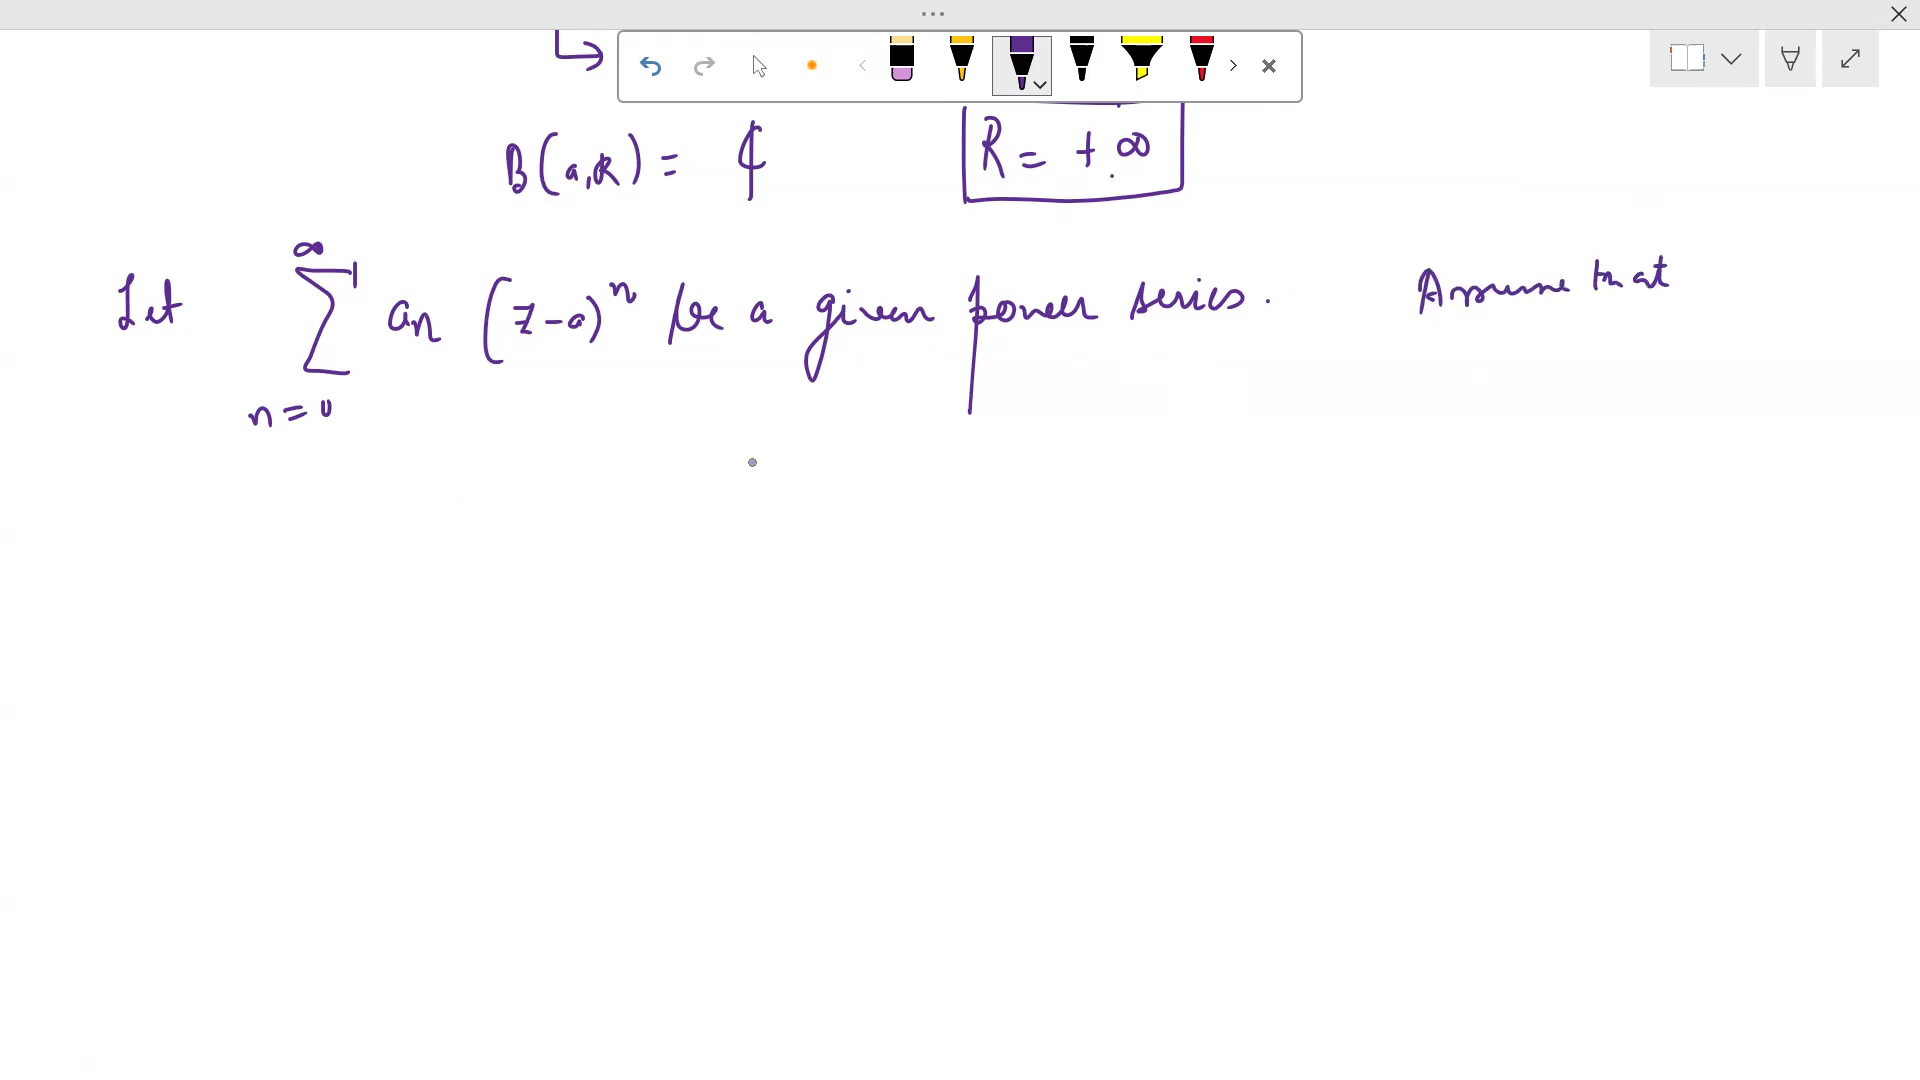 B(a,R) = ₵ R = + ∞
Let ∞ ∑ n=0 an (z-a)^n be a given power series. Assume that